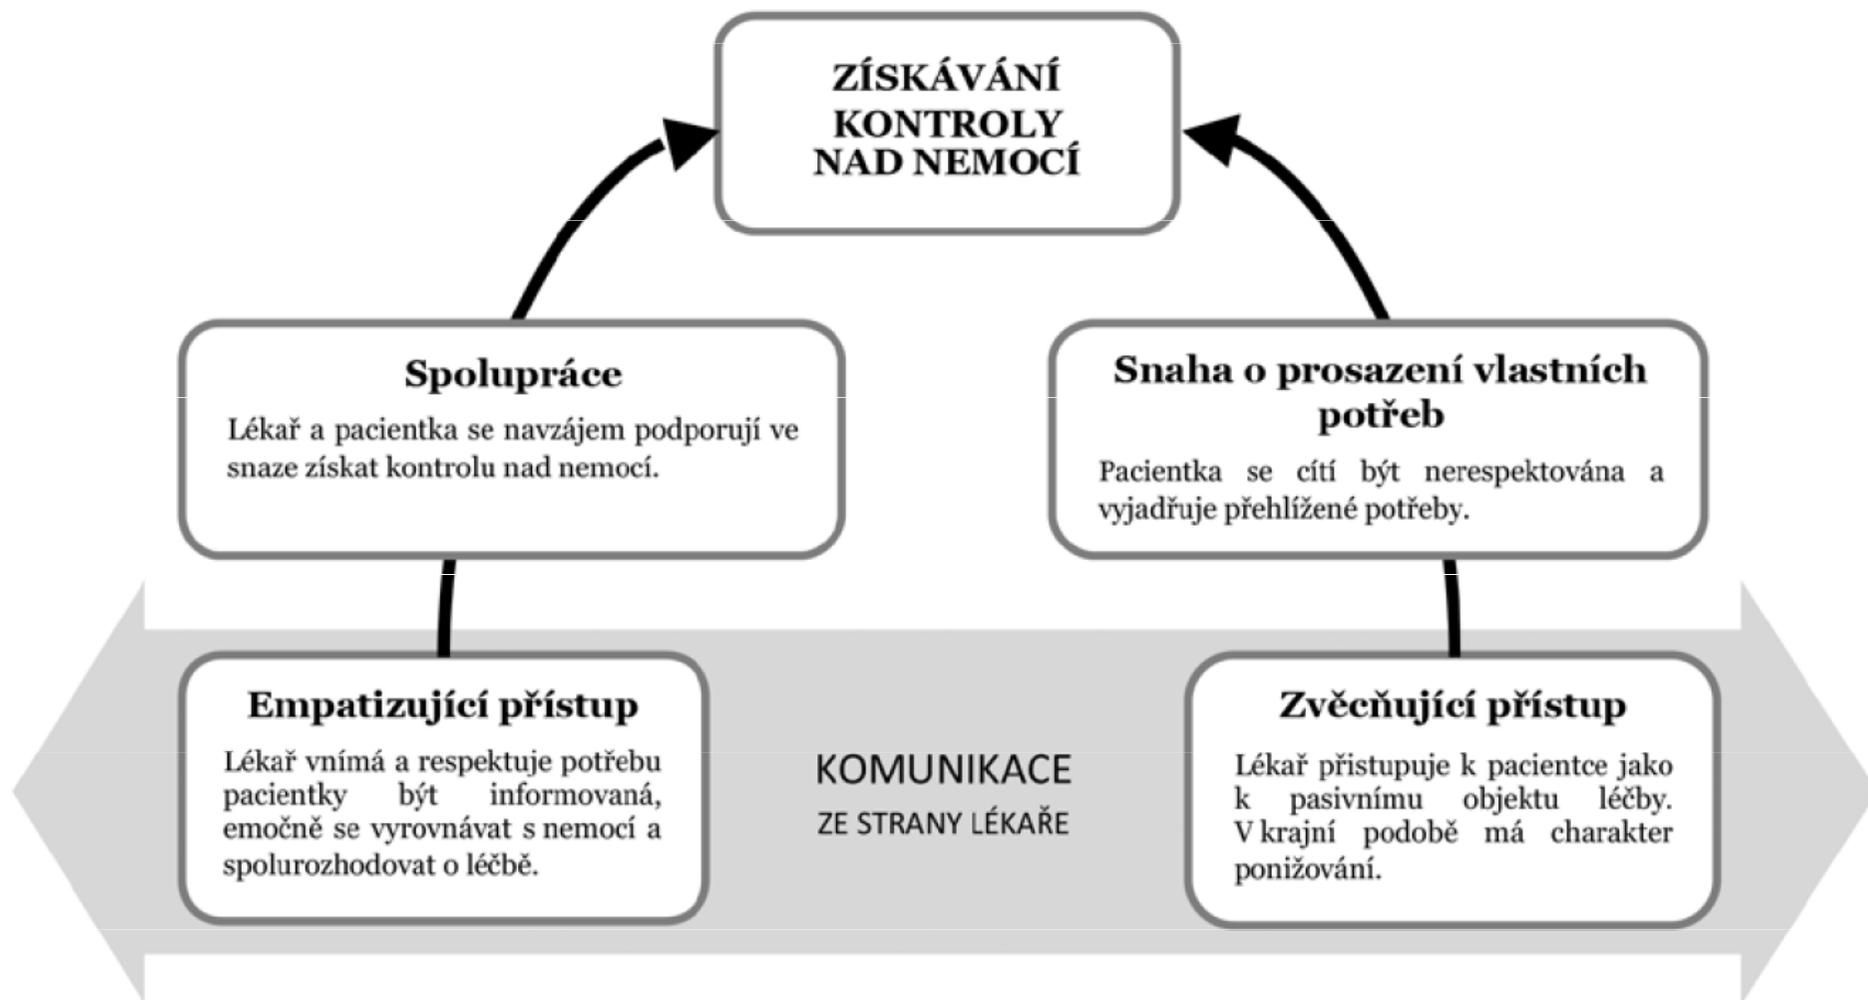 ZÍSKÁVÁNÍ
KONTROLY
NAD NEMOCÍ
Spolupráce
Lékař a pacientka se navzájem podporují ve
snaze získat kontrolu nad nemocí.
Snaha o prosazení vlastních
potřeb
Pacientka se cítí být nerespektována a
vyjadřuje přehlížené potřeby.
Empatizující přístup
Lékař vnímá a respektuje potřebu
pacientky být informovaná,
emočně se vyrovnávat s nemocí a
spolurozhodovat o léčbě.
KOMUNIKACE
ZE STRANY LÉKAŘE
Zvěcňující přístup
Lékař přistupuje k pacientce jako
k pasivnímu objektu léčby.
V krajní podobě má charakter
ponižování.